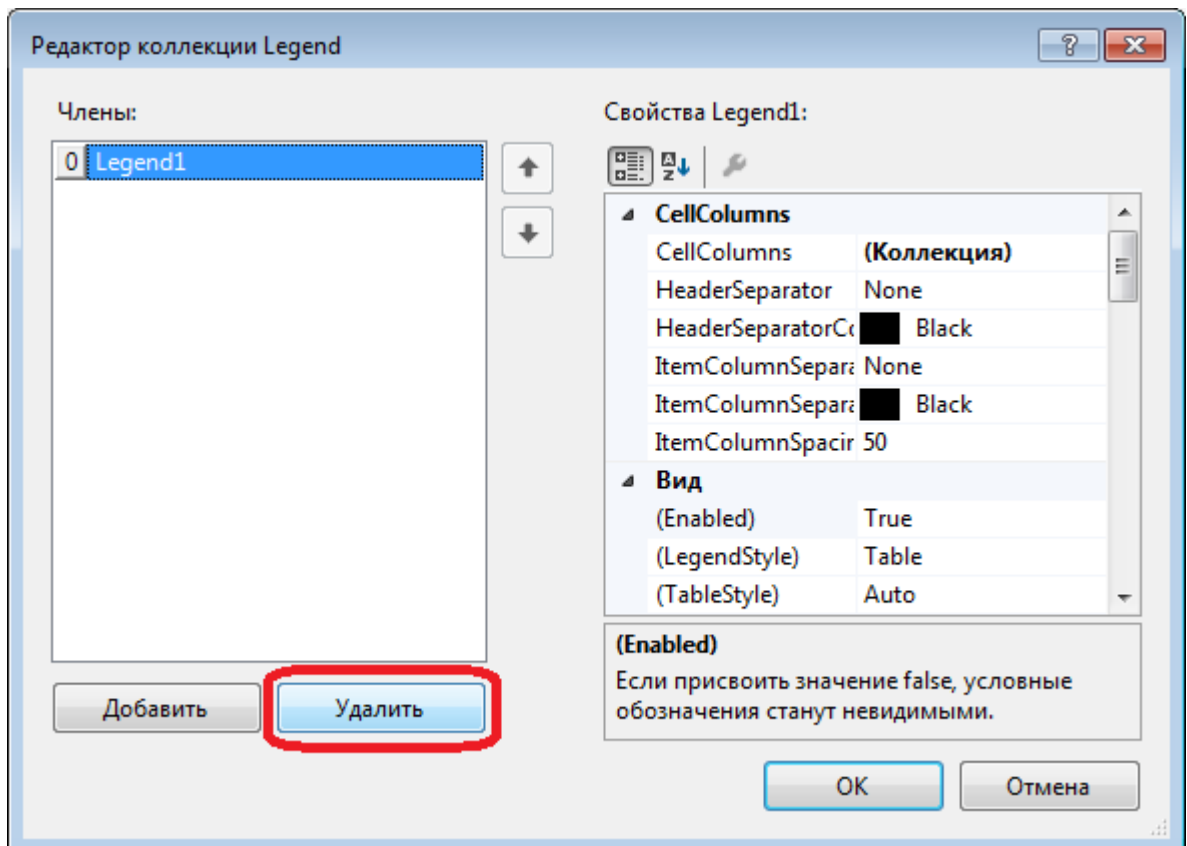 Редактор коллекции Legend
Члены:
0 Legend1
Добавить
Удалить
Свойства Legend1:
CellColumns
CellColumns (Коллекция)
HeaderSeparator None
HeaderSeparatorCo Black
ItemColumnSepara None
ItemColumnSepara Black
ItemColumnSpacin 50
Вид
(Enabled) True
(LegendStyle) Table
(TableStyle) Auto
(Enabled)
Если присвоить значение false, условные
обозначения станут невидимыми.
OK
Отмена